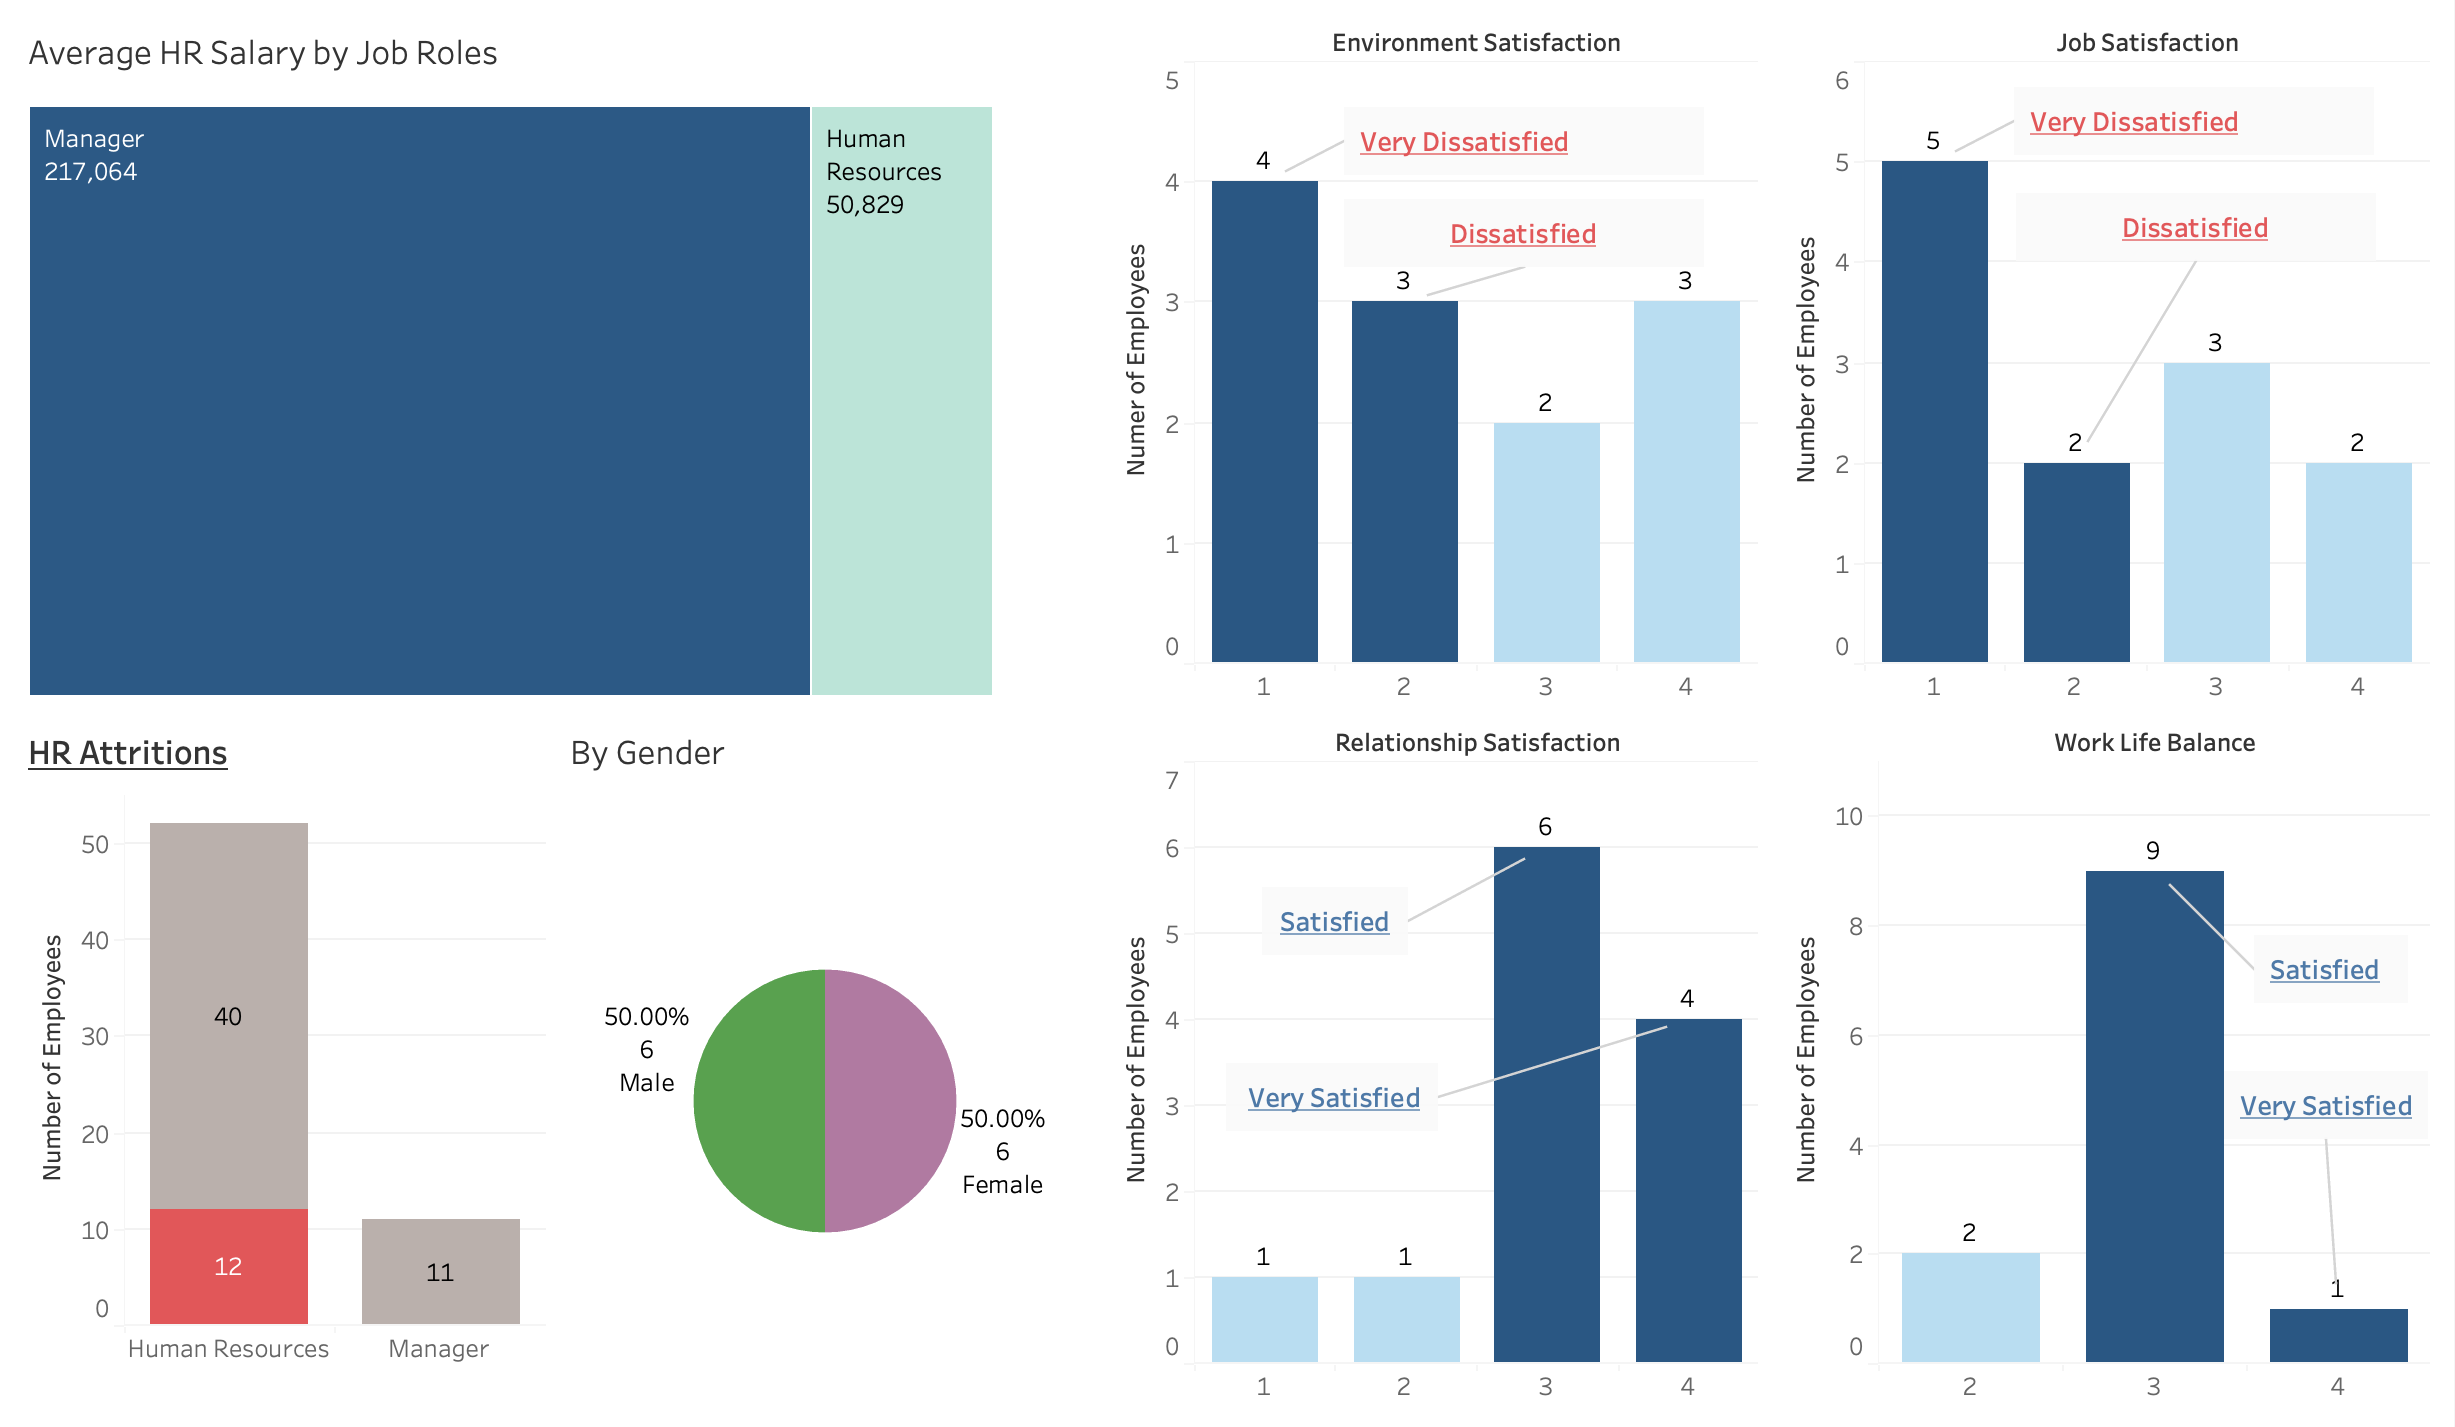 Average HR Salary by Job Roles
Manager
217,064
Human
Resources
50,829
Environment Satisfaction
Numer of Employees
5
4
3
2
1
0
4
3
2
3
Very Dissatisfied
Dissatisfied
1
2
3
4
Job Satisfaction
Number of Employees
6
5
4
3
2
1
0
5
2
3
2
Very Dissatisfied
Dissatisfied
1
2
3
4
HR Attritions
Number of Employees
50
40
30
20
10
0
40
12
11
Human Resources
Manager
By Gender
50.00%
6
Male
50.00%
6
Female
Relationship Satisfaction
Number of Employees
7
6
5
4
3
2
1
0
1
1
6
4
Satisfied
Very Satisfied
1
2
3
4
Work Life Balance
Number of Employees
10
8
6
4
2
0
2
9
1
Satisfied
Very Satisfied
2
3
4